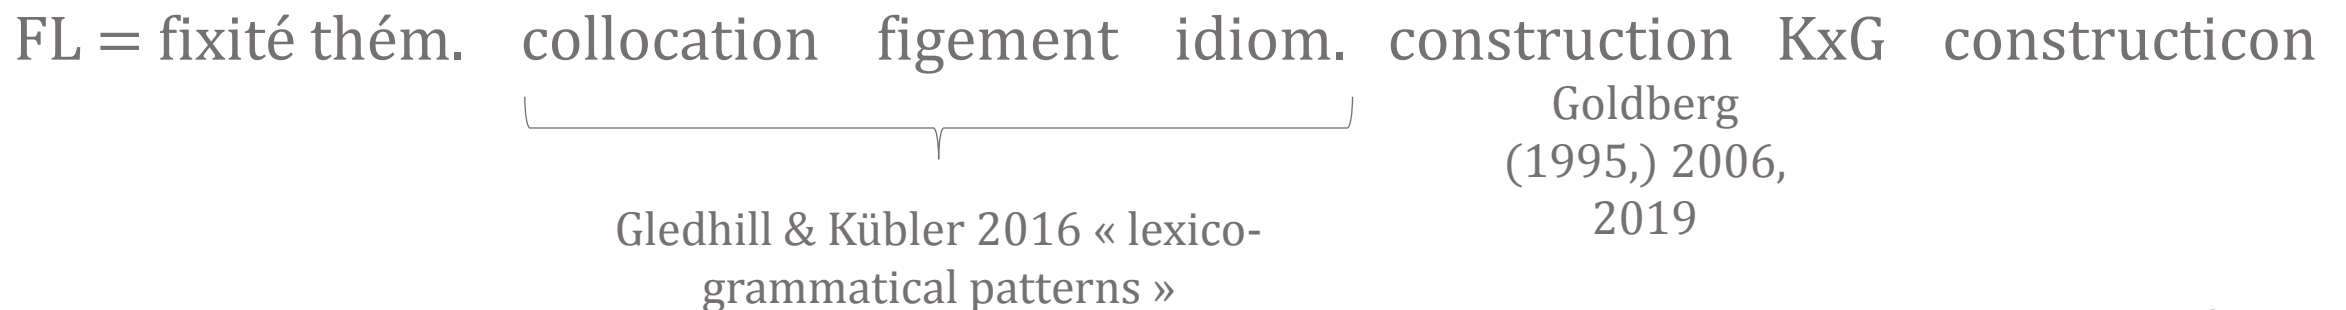 FL = fixité thém. collocation figement idiom. construction KxG constructicon
Goldberg
(1995,) 2006,
2019
Gledhill & Kübler 2016 « lexico-
grammatical patterns »